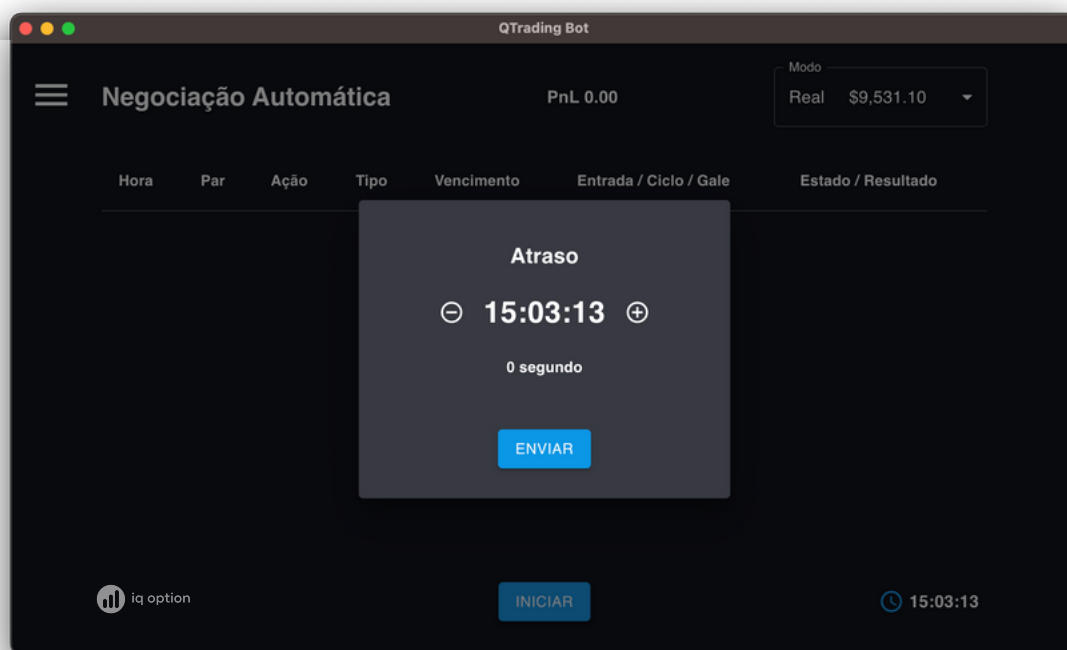 QTrading Bot
Negociação Automática
PnL 0.00
Modo
Real $9,531.10
Hora Par Ação Tipo Vencimento Entrada / Ciclo / Gale Estado / Resultado
Atraso
15:03:13
0 segundo
ENVIAR
iq option
INICIAR
15:03:13